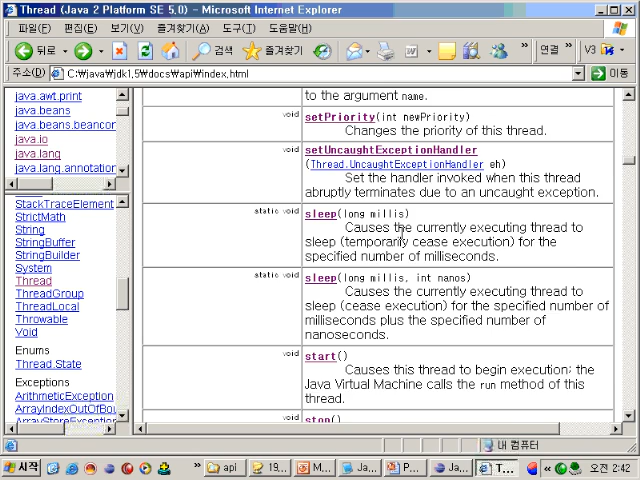 Thread (Java 2 Platform SE 5.0) - Microsoft Internet Explorer
파일(F) 편집(E) 보기(V) 즐겨찾기(A) 도구(T) 도움말(H)
뒤로 검색 즐겨찾기 » 연결 » V3
주소(D) C:\java\jdk1.5\docs\api\index.html 이동
java.awt.print
java.beans
java.beans.beancon
java.io
java.lang
java.lang.annotation
StackTraceElement
StrictMath
String
StringBuffer
StringBuilder
System
Thread
ThreadGroup
ThreadLocal
Throwable
Void
Enums
Thread.State
Exceptions
ArithmeticException
ArrayIndexOutOfBou
ArrayStoreException
to the argument name.
void setPriority(int newPriority)
Changes the priority of this thread.
void setUncaughtExceptionHandler
(Thread.UncaughtExceptionHandler eh)
Set the handler invoked when this thread
abruptly terminates due to an uncaught exception.
static void sleep(long millis)
Causes the currently executing thread to
sleep (temporarily cease execution) for the
specified number of milliseconds.
static void sleep(long millis, int nanos)
Causes the currently executing thread to
sleep (cease execution) for the specified number of
milliseconds plus the specified number of
nanoseconds.
void start()
Causes this thread to begin execution; the
Java Virtual Machine calls the run method of this
thread.
void stop()
내 컴퓨터
시작 » api 19... M... Ja... P... Ja... T... 오전 2:42